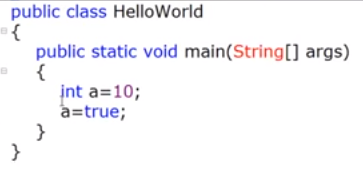 public class HelloWorld
{
public static void main(String[] args)
{
int a=10;
a=true;
}
}